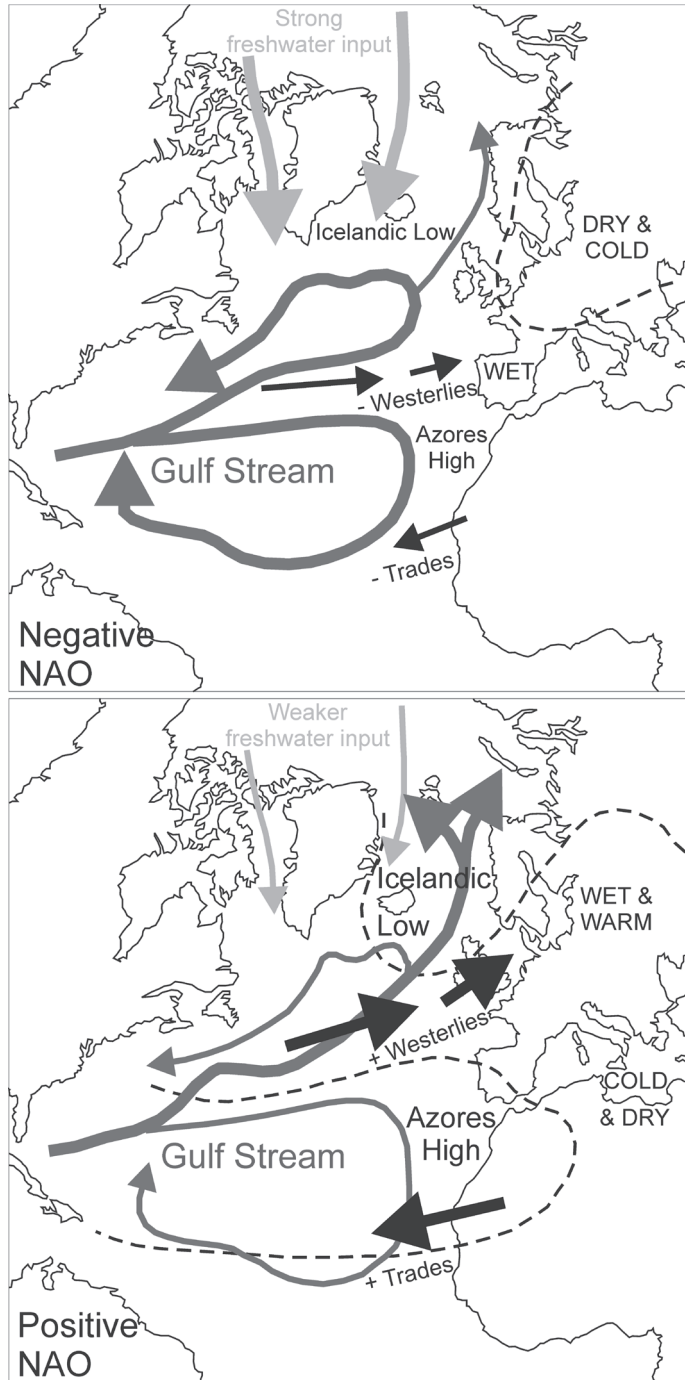 Strong
freshwater input
Icelandic Low
DRY &
COLD
WET
- Westerlies
Azores
High
Gulf Stream
- Trades
Negative
NAO
Weaker
freshwater input
Icelandic
Low
WET &
WARM
+ Westerlies
COLD
& DRY
Azores
High
Gulf Stream
+ Trades
Positive
NAO